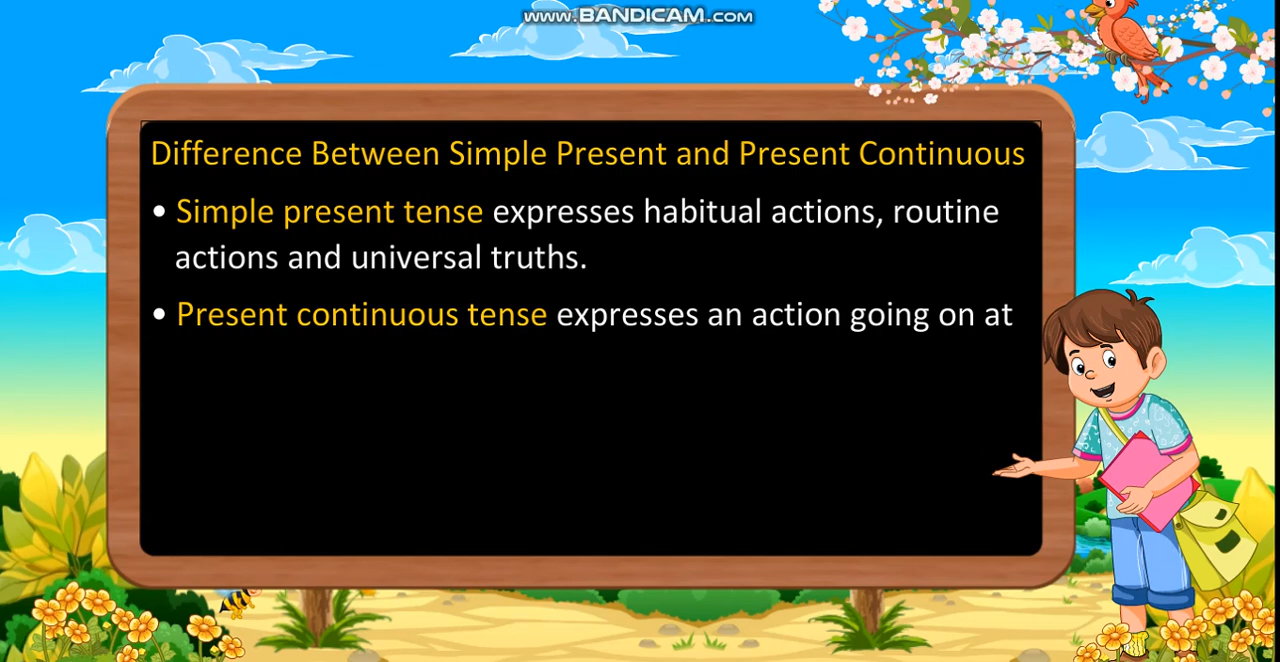 WWW.BANDICAM.COM
Difference Between Simple Present and Present Continuous
• Simple present tense expresses habitual actions, routine
actions and universal truths.
• Present continuous tense expresses an action going on at